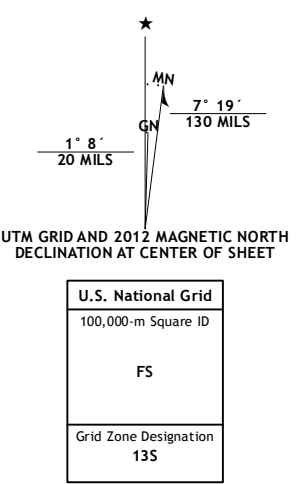 ★
MN
7° 19´
GN
130 MILS
1° 8´
20 MILS
UTM GRID AND 2012 MAGNETIC NORTH
DECLINATION AT CENTER OF SHEET
U.S. National Grid
100,000-m Square ID
FS
Grid Zone Designation
13S